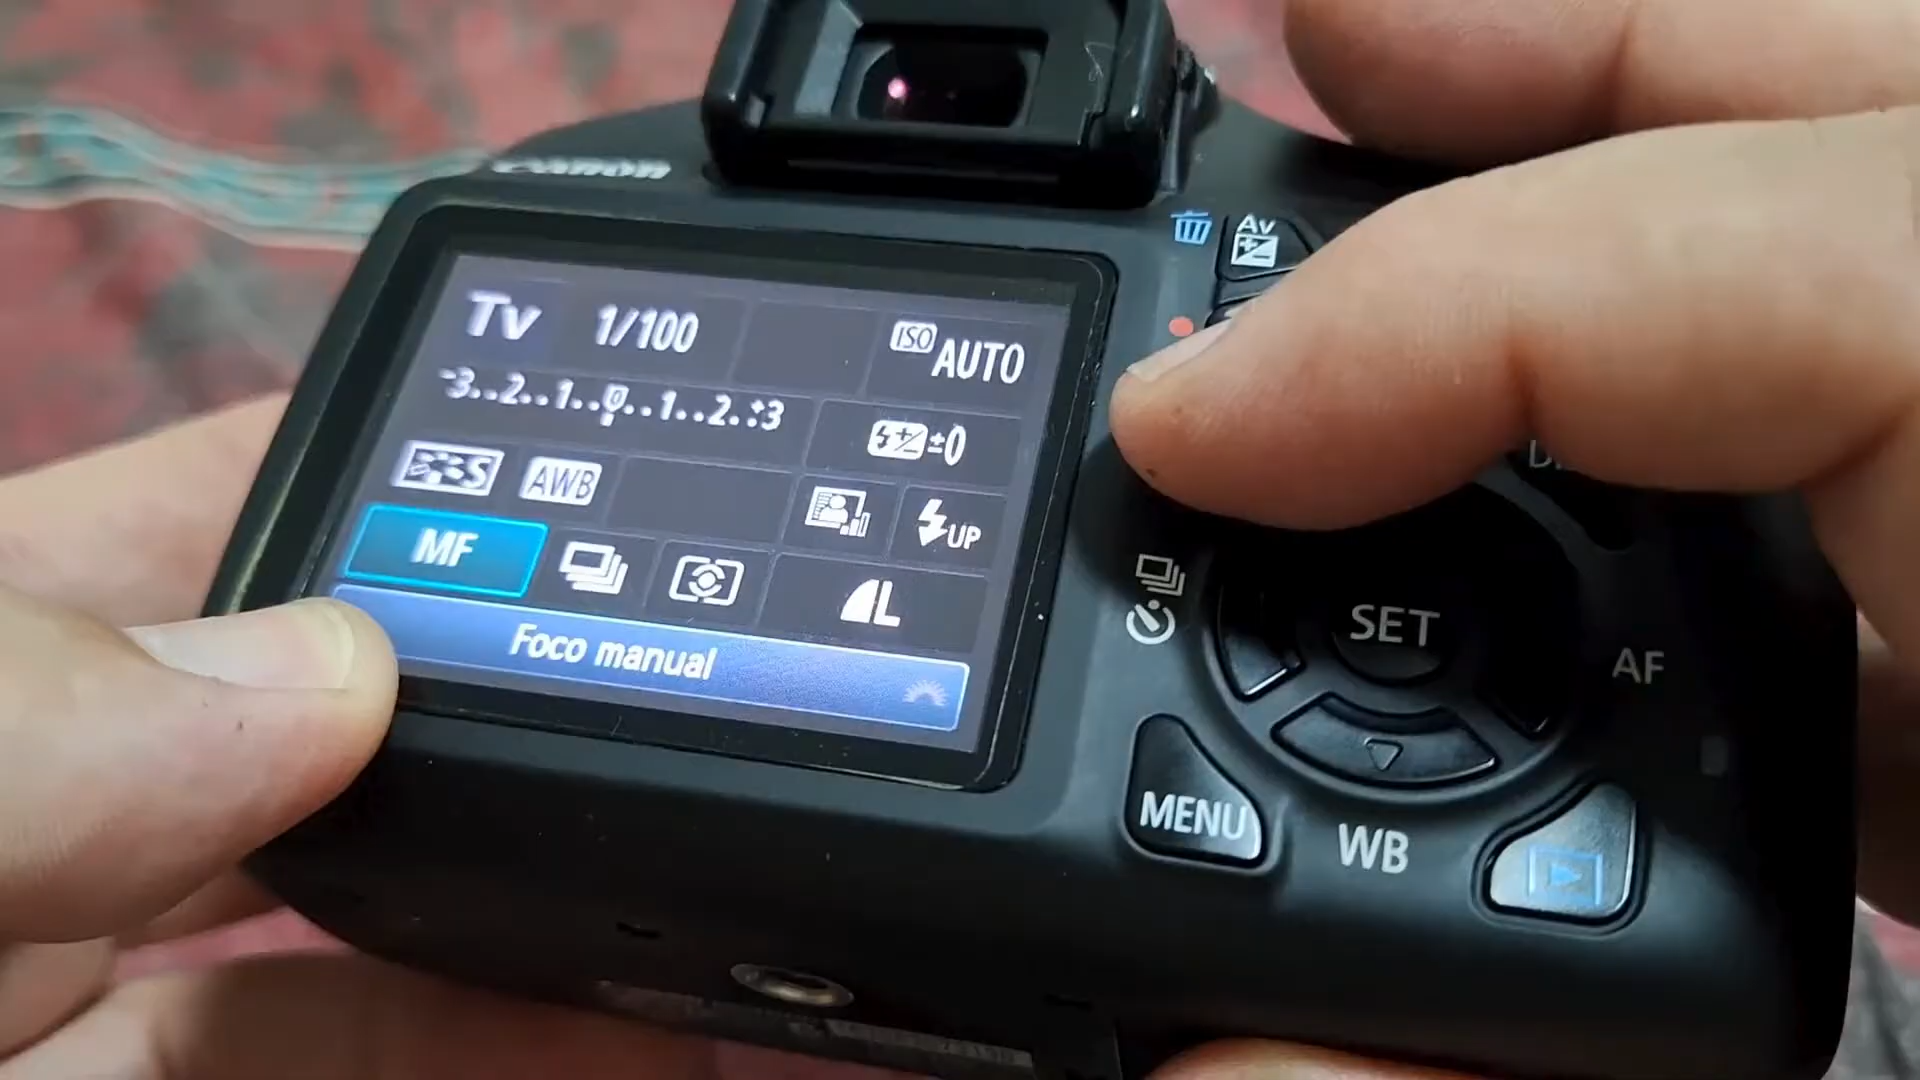 Canon
Av
Tv 1/100 ISO AUTO
-3..2..1..0..1..2..+3
±0
S AWB
UP
MF
L
Foco manual
SET
AF
MENU
WB